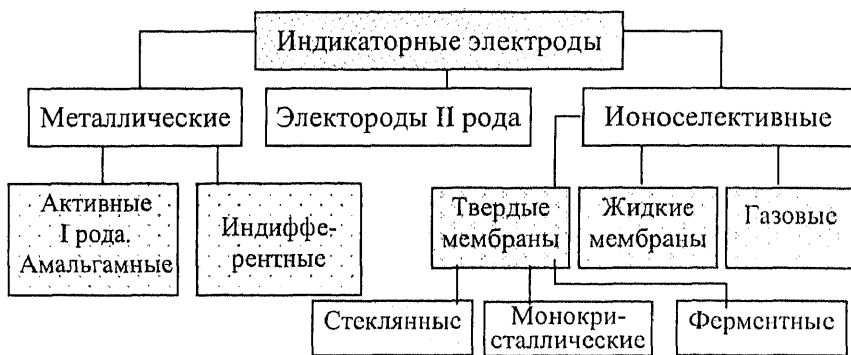 Индикаторные электроды
Металлические
Электороды II рода
Ионоселективные
Активные
I рода.
Амальгамные
Индиффе-
рентные
Твердые
мембраны
Жидкие
мембраны
Газовые
Стеклянные
Монокри-
сталлические
Ферментные